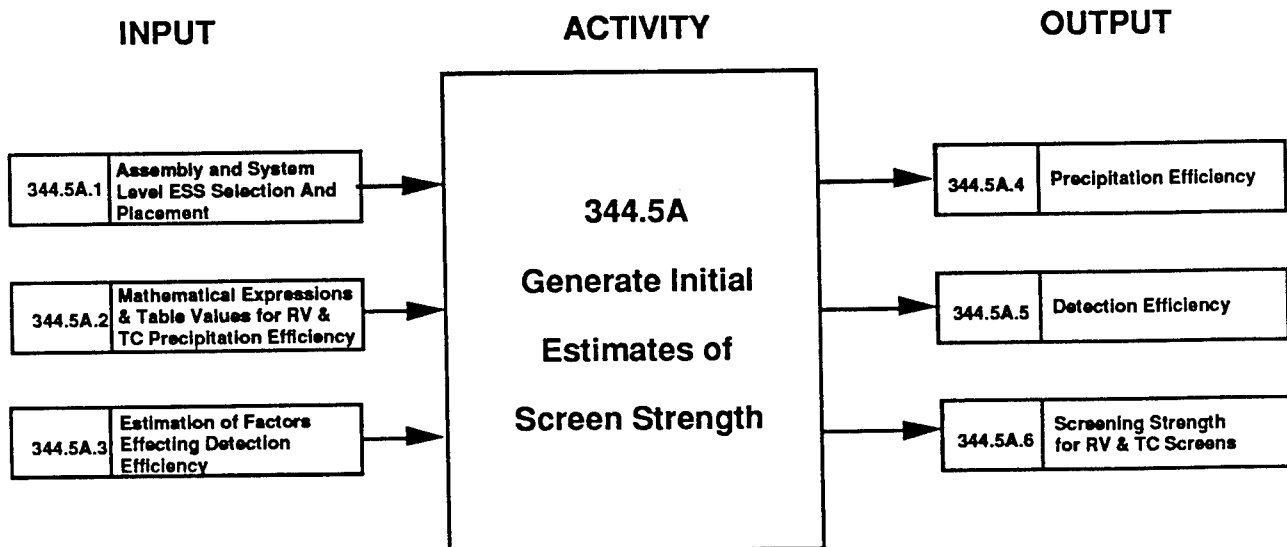 INPUT
ACTIVITY
OUTPUT
344.5A.1
Assembly and System
Level ESS Selection And
Placement
344.5A.2
Mathematical Expressions
& Table Values for RV &
TC Precipitation Efficiency
344.5A.3
Estimation of Factors
Effecting Detection
Efficiency
344.5A
Generate Initial
Estimates of
Screen Strength
344.5A.4
Precipitation Efficiency
344.5A.5
Detection Efficiency
344.5A.6
Screening Strength
for RV & TC Screens